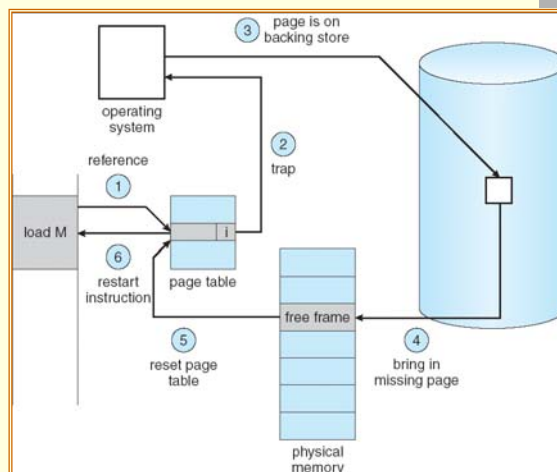 3
page is on
backing store
operating
system
2
trap
reference
1
load M
i
6
restart
instruction
page table
free frame
5
reset page
table
4
bring in
missing page
physical
memory